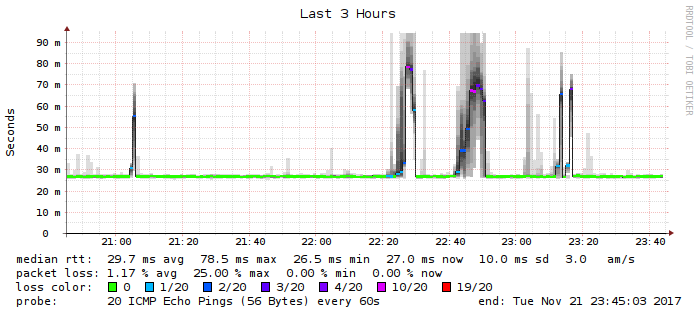 Last 3 Hours
RRDTOOL / TOBI OETIKER
Seconds
90 m
80 m
70 m
60 m
50 m
40 m
30 m
20 m
10 m
0
21:00 21:20 21:40 22:00 22:20 22:40 23:00 23:20 23:40
median rtt: 29.7 ms avg 78.5 ms max 26.5 ms min 27.0 ms now 10.0 ms sd 3.0 am/s
packet loss: 1.17 % avg 25.00 % max 0.00 % min 0.00 % now
loss color: 0 1/20 2/20 3/20 4/20 10/20 19/20
probe: 20 ICMP Echo Pings (56 Bytes) every 60s end: Tue Nov 21 23:45:03 2017